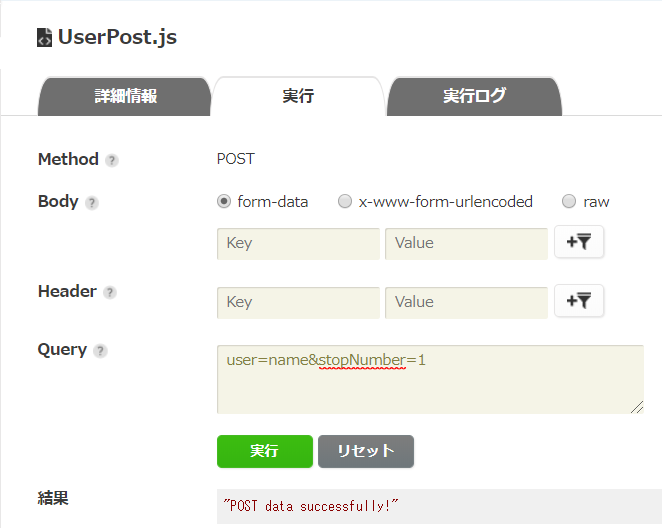 UserPost.js
詳細情報
実行
実行ログ
Method ?
POST
Body ?
form-data
x-www-form-urlencoded
raw
Key
Value
Header ?
Key
Value
Query ?
user=name&stopNumber=1
実行
リセット
結果
"POST data successfully!"